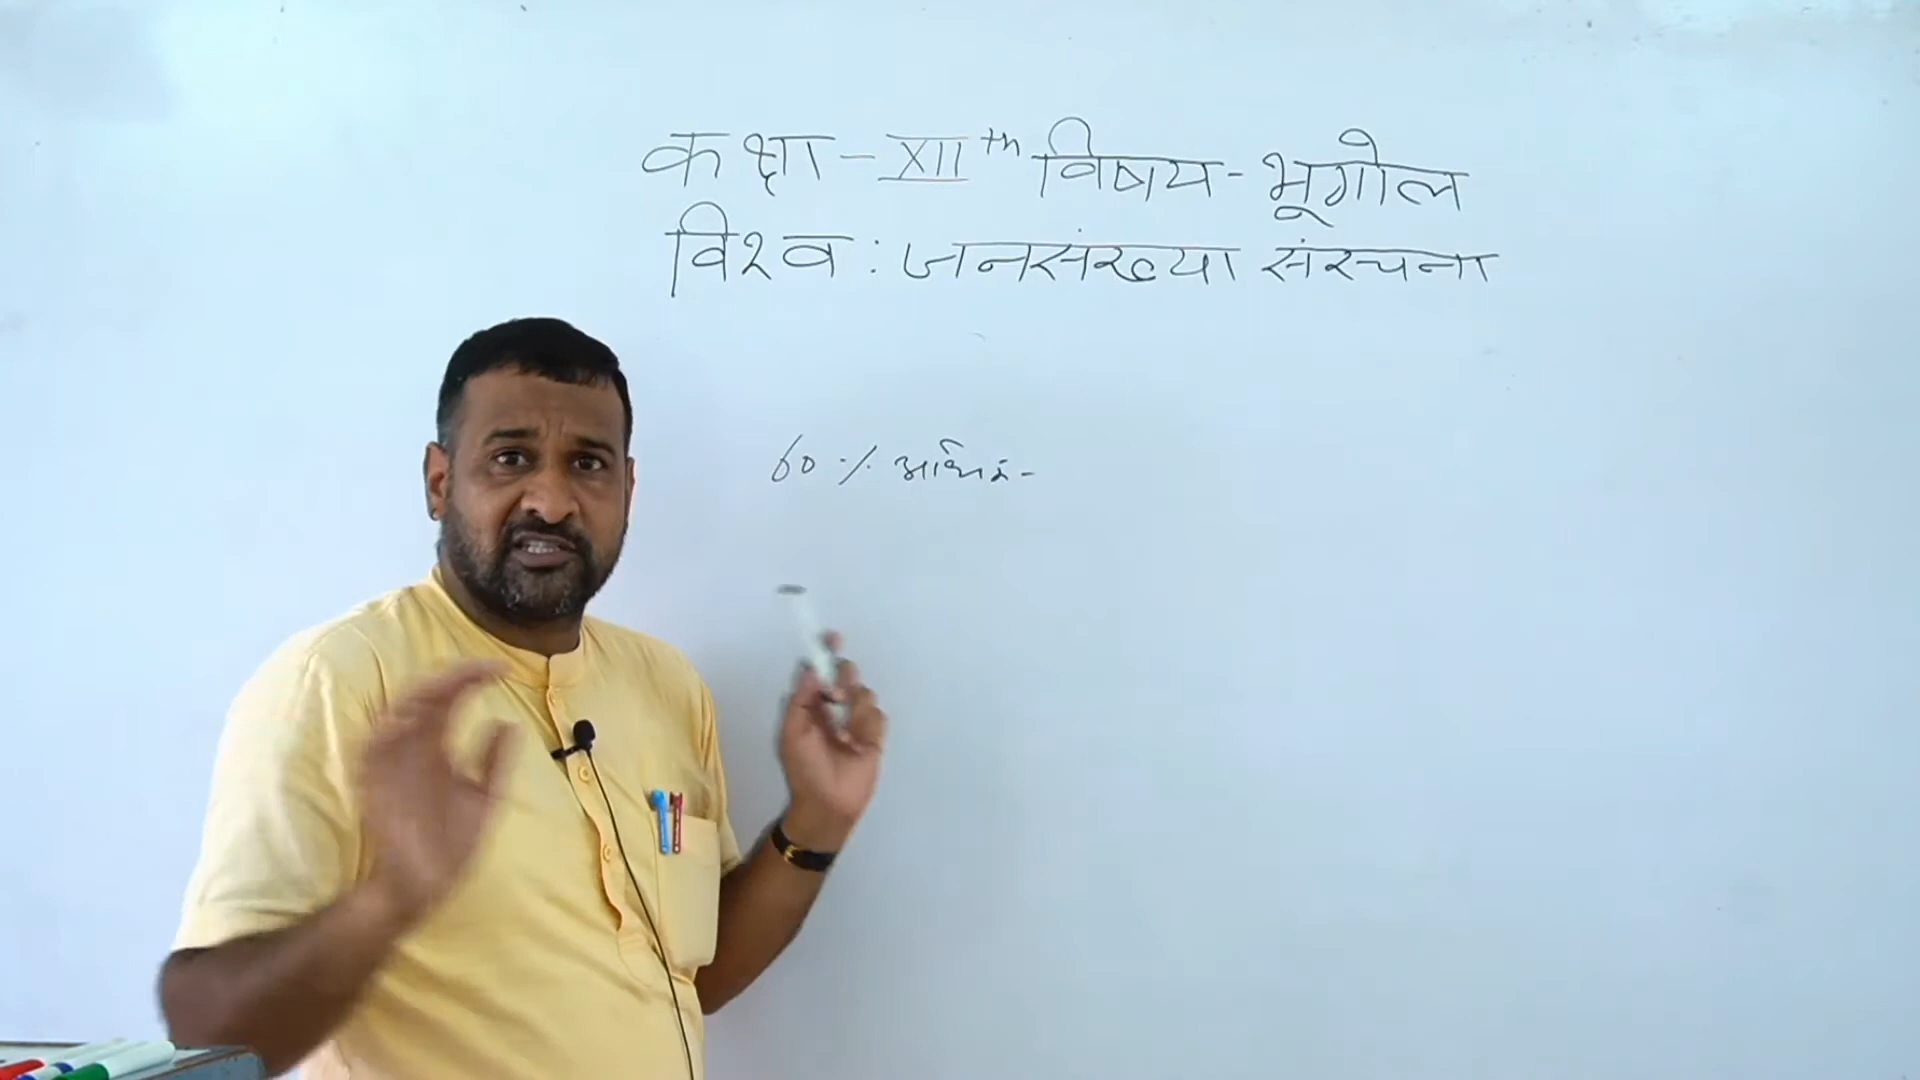 कक्षा - XII th विषय - भूगोल
विश्व : जनसंख्या संरचना
60 %